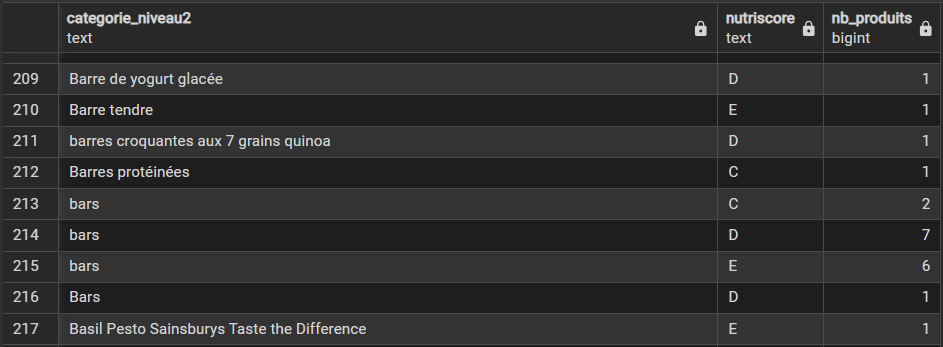 categorie_niveau2 nutriscore nb_produits
text text bigint
209 Barre de yogurt glacée D 1
210 Barre tendre E 1
211 barres croquantes aux 7 grains quinoa D 1
212 Barres protéinées C 1
213 bars C 2
214 bars D 7
215 bars E 6
216 Bars D 1
217 Basil Pesto Sainsburys Taste the Difference E 1